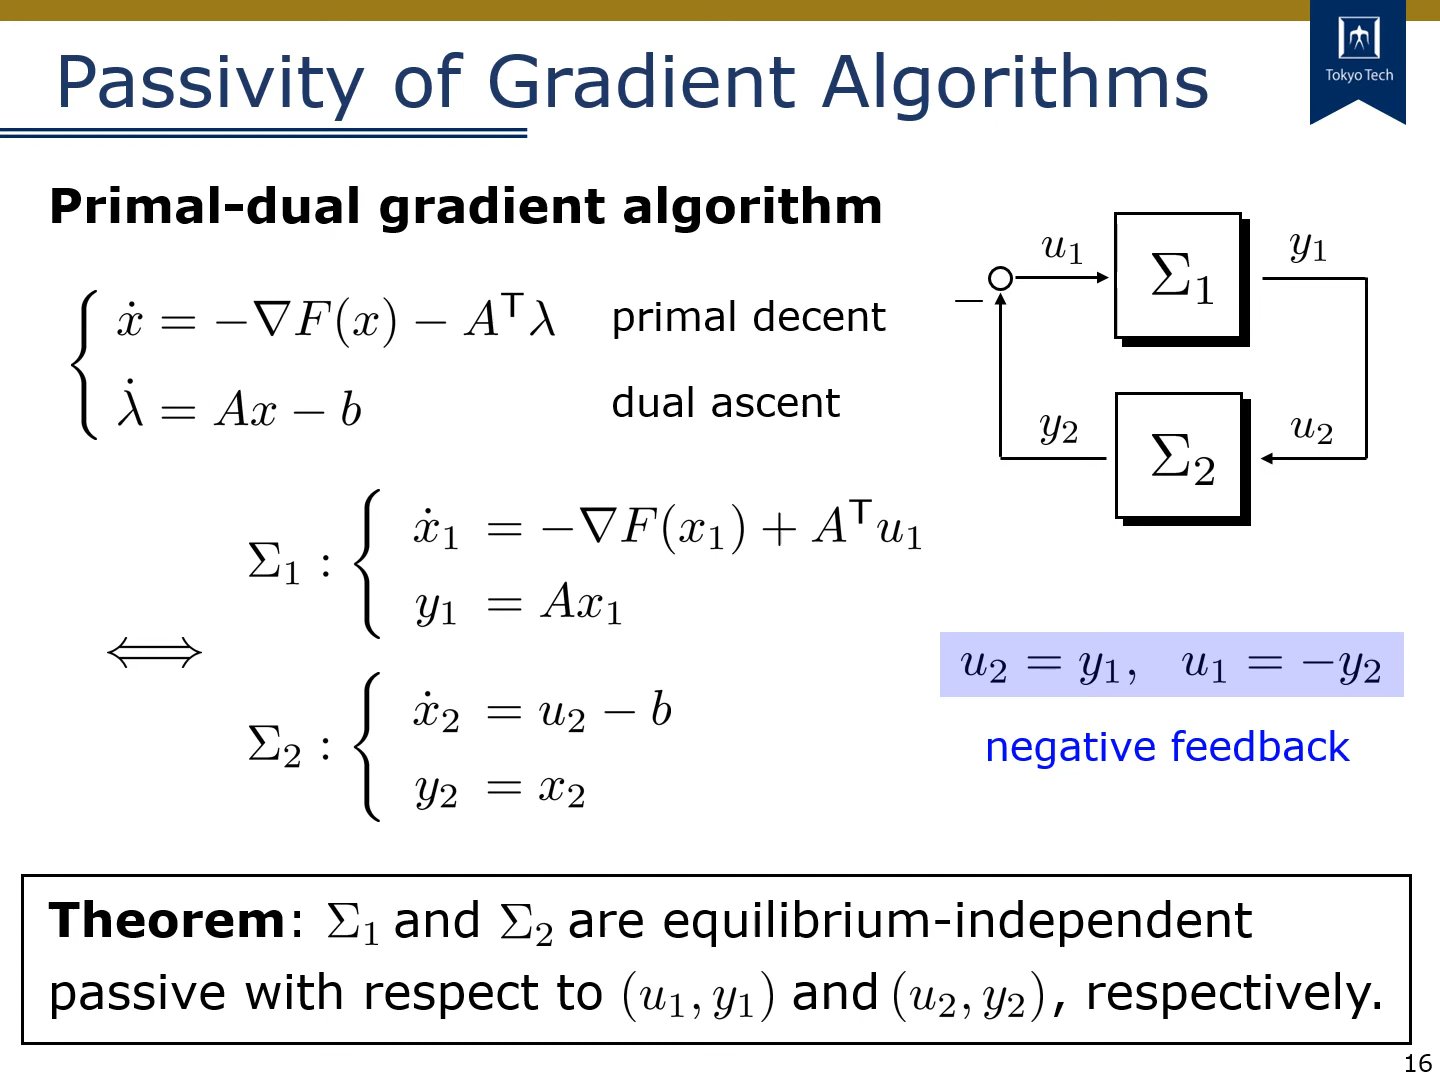 Passivity of Gradient Algorithms
Tokyo Tech
Primal-dual gradient algorithm
ẋ = −∇F(x) − Aᵀλ primal decent
λ̇ = Ax − b dual ascent
u₁ Σ₁ y₁
−
y₂ Σ₂ u₂
Σ₁ : { ẋ₁ = −∇F(x₁) + Aᵀu₁
y₁ = Ax₁
⟺
Σ₂ : { ẋ₂ = u₂ − b
y₂ = x₂
u₂ = y₁, u₁ = −y₂
negative feedback
Theorem: Σ₁ and Σ₂ are equilibrium-independent
passive with respect to (u₁, y₁) and (u₂, y₂), respectively.
16